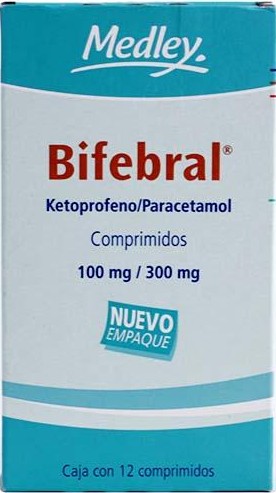 Medley.
Bifebral®
Ketoprofeno/Paracetamol
Comprimidos
100 mg / 300 mg
NUEVO
EMPAQUE
Caja con 12 comprimidos